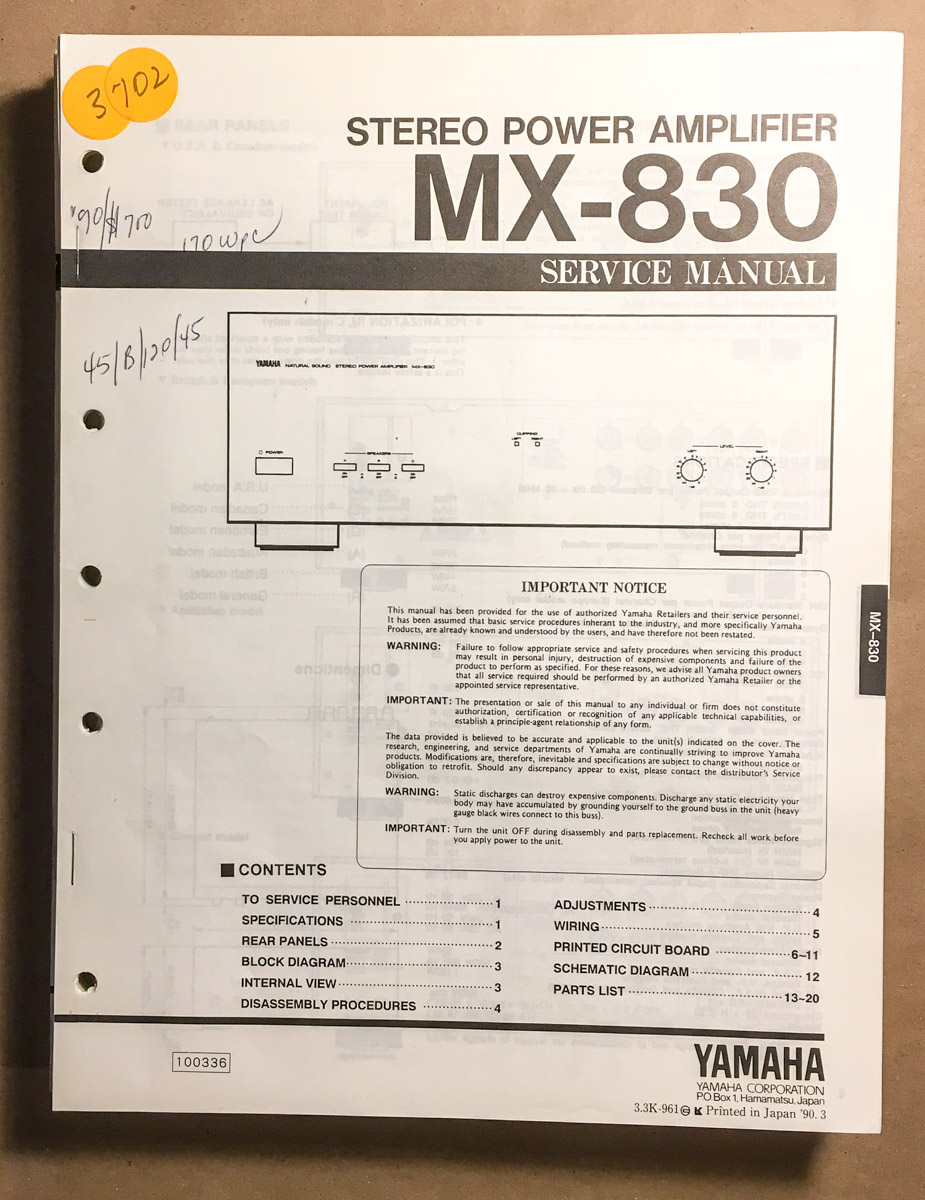 3702
STEREO POWER AMPLIFIER
MX-830
'90/$700
170 wpc
SERVICE MANUAL
45/B/120/45
YAMAHA NATURAL SOUND STEREO POWER AMPLIFIER MX-830
POWER
SPEAKERS
A B C
CLIPPING
LEFT RIGHT
LEVEL
LEFT RIGHT
IMPORTANT NOTICE
This manual has been provided for the use of authorized Yamaha Retailers and their service personnel.
It has been assumed that basic service procedures inherant to the industry, and more specifically Yamaha
Products, are already known and understood by the users, and have therefore not been restated.
WARNING: Failure to follow appropriate service and safety procedures when servicing this product
may result in personal injury, destruction of expensive components and failure of the
product to perform as specified. For these reasons, we advise all Yamaha product owners
that all service required should be performed by an authorized Yamaha Retailer or the
appointed service representative.
IMPORTANT: The presentation or sale of this manual to any individual or firm does not constitute
authorization, certification or recognition of any applicable technical capabilities, or
establish a principle-agent relationship of any form.
The data provided is believed to be accurate and applicable to the unit(s) indicated on the cover. The
research, engineering, and service departments of Yamaha are continually striving to improve Yamaha
products. Modifications are, therefore, inevitable and specifications are subject to change without notice or
obligation to retrofit. Should any discrepancy appear to exist, please contact the distributor's Service
Division.
WARNING: Static discharges can destroy expensive components. Discharge any static electricity your
body may have accumulated by grounding yourself to the ground buss in the unit (heavy
gauge black wires connect to this buss).
IMPORTANT: Turn the unit OFF during disassembly and parts replacement. Recheck all work before
you apply power to the unit.
MX-830
■ CONTENTS
TO SERVICE PERSONNEL 1
SPECIFICATIONS 1
REAR PANELS 2
BLOCK DIAGRAM 3
INTERNAL VIEW 3
DISASSEMBLY PROCEDURES 4
ADJUSTMENTS 4
WIRING 5
PRINTED CIRCUIT BOARD 6~11
SCHEMATIC DIAGRAM 12
PARTS LIST 13~20
100336
YAMAHA
YAMAHA CORPORATION
P.O.Box 1, Hamamatsu, Japan
3.3K-961 Printed in Japan '90. 3